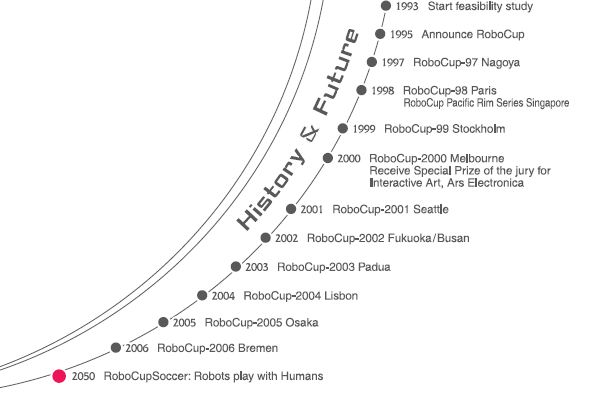 1993 Start feasibility study
1995 Announce RoboCup
1997 RoboCup-97 Nagoya
1998 RoboCup-98 Paris
RoboCup Pacific Rim Series Singapore
1999 RoboCup-99 Stockholm
2000 RoboCup-2000 Melbourne
Receive Special Prize of the jury for
Interactive Art, Ars Electronica
2001 RoboCup-2001 Seattle
2002 RoboCup-2002 Fukuoka/Busan
2003 RoboCup-2003 Padua
2004 RoboCup-2004 Lisbon
2005 RoboCup-2005 Osaka
2006 RoboCup-2006 Bremen
2050 RoboCupSoccer: Robots play with Humans
History & Future